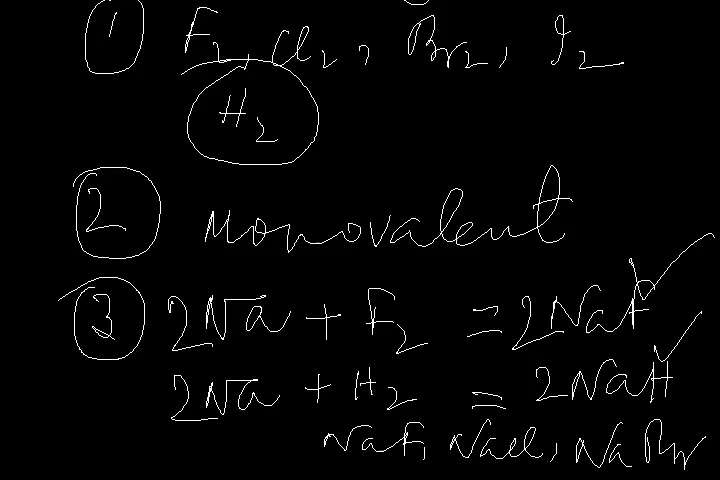 1 F2, Cl2, Br2, I2
H2
2 Monovalent
3 2Na + F2 = 2NaF
2Na + H2 = 2NaH
NaF, NaCl, NaBr